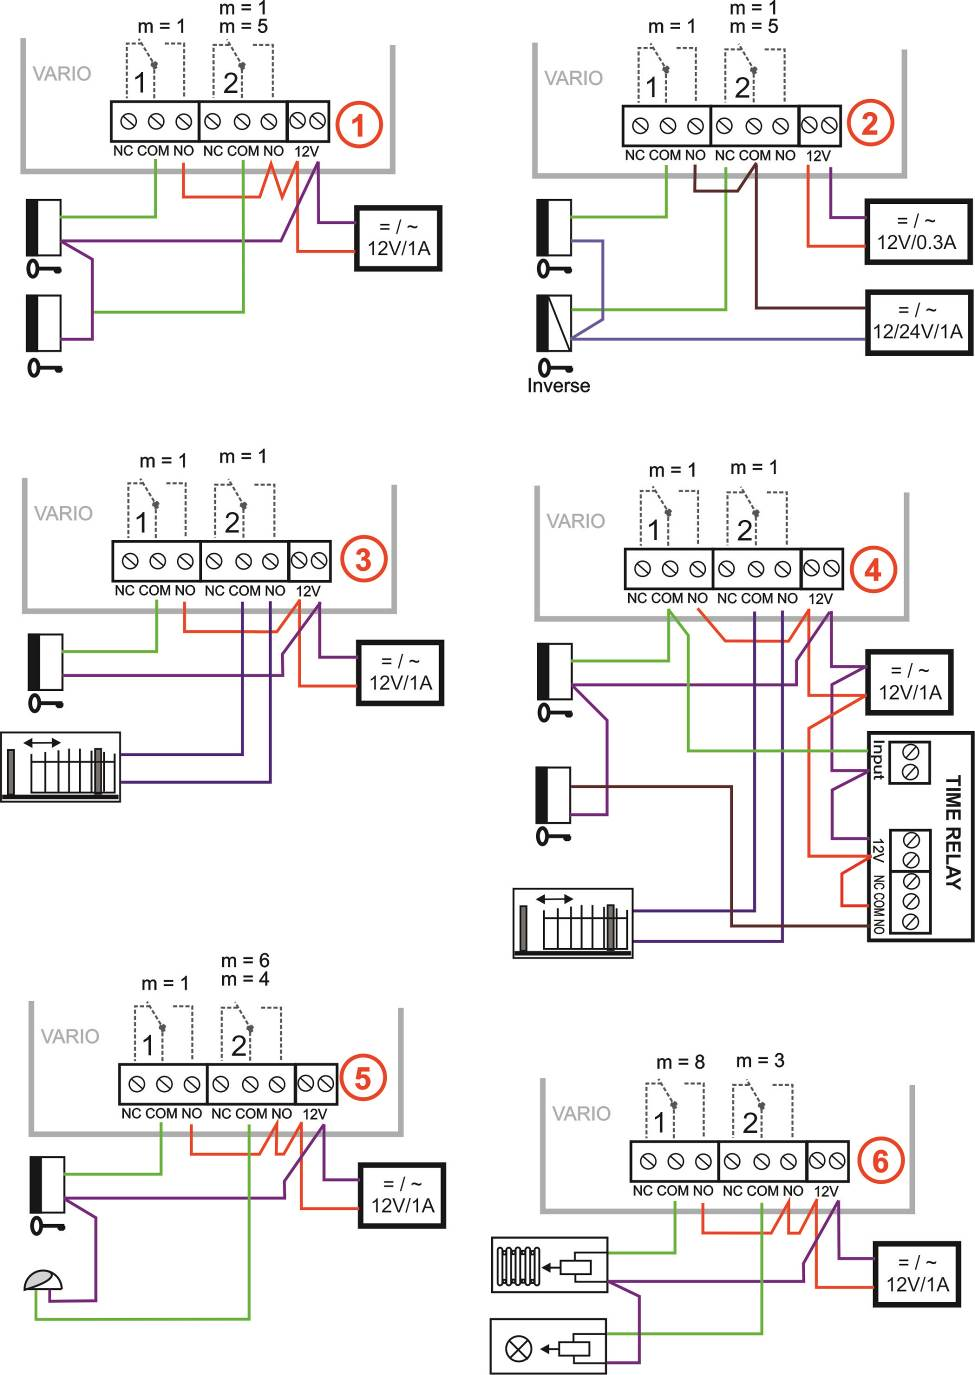 m = 1
m = 1
m = 5
VARIO
1
2
1
NC COM NO
NC COM NO
12V
= / ~
12V/1A
m = 1
m = 1
m = 5
VARIO
1
2
2
NC COM NO
NC COM NO
12V
= / ~
12V/0.3A
= / ~
12/24V/1A
Inverse
m = 1
m = 1
VARIO
1
2
3
NC COM NO
NC COM NO
12V
= / ~
12V/1A
m = 1
m = 1
VARIO
1
2
4
NC COM NO
NC COM NO
12V
= / ~
12V/1A
Input
12V
NC COM NO
TIME RELAY
m = 1
m = 6
m = 4
VARIO
1
2
5
NC COM NO
NC COM NO
12V
= / ~
12V/1A
m = 8
m = 3
VARIO
1
2
6
NC COM NO
NC COM NO
12V
= / ~
12V/1A